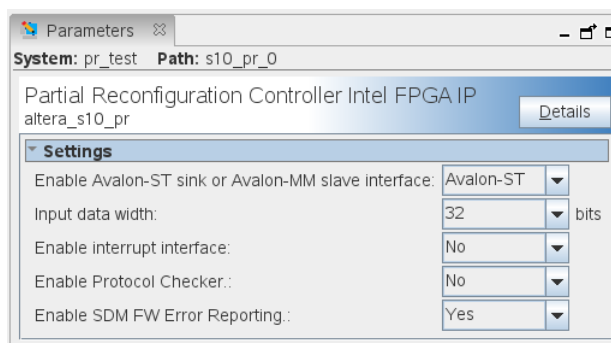 Parameters
System: pr_test Path: s10_pr_0
Partial Reconfiguration Controller Intel FPGA IP
altera_s10_pr
Details
Settings
Enable Avalon-ST sink or Avalon-MM slave interface: Avalon-ST
Input data width: 32 bits
Enable interrupt interface: No
Enable Protocol Checker.: No
Enable SDM FW Error Reporting.: Yes